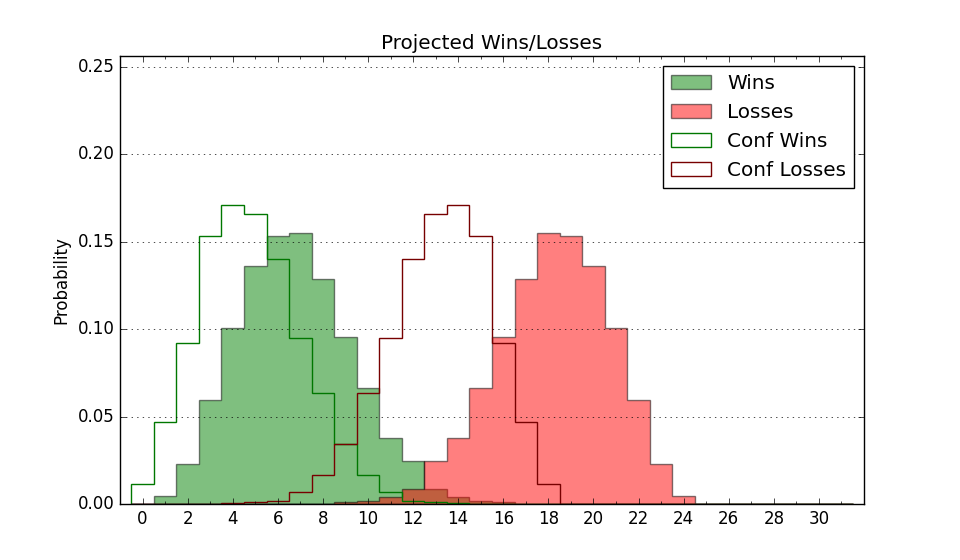 Projected Wins/Losses
0.25
0.20
0.15
0.10
0.05
0.00
Probability
Wins
Losses
Conf Wins
Conf Losses
0 2 4 6 8 10 12 14 16 18 20 22 24 26 28 30